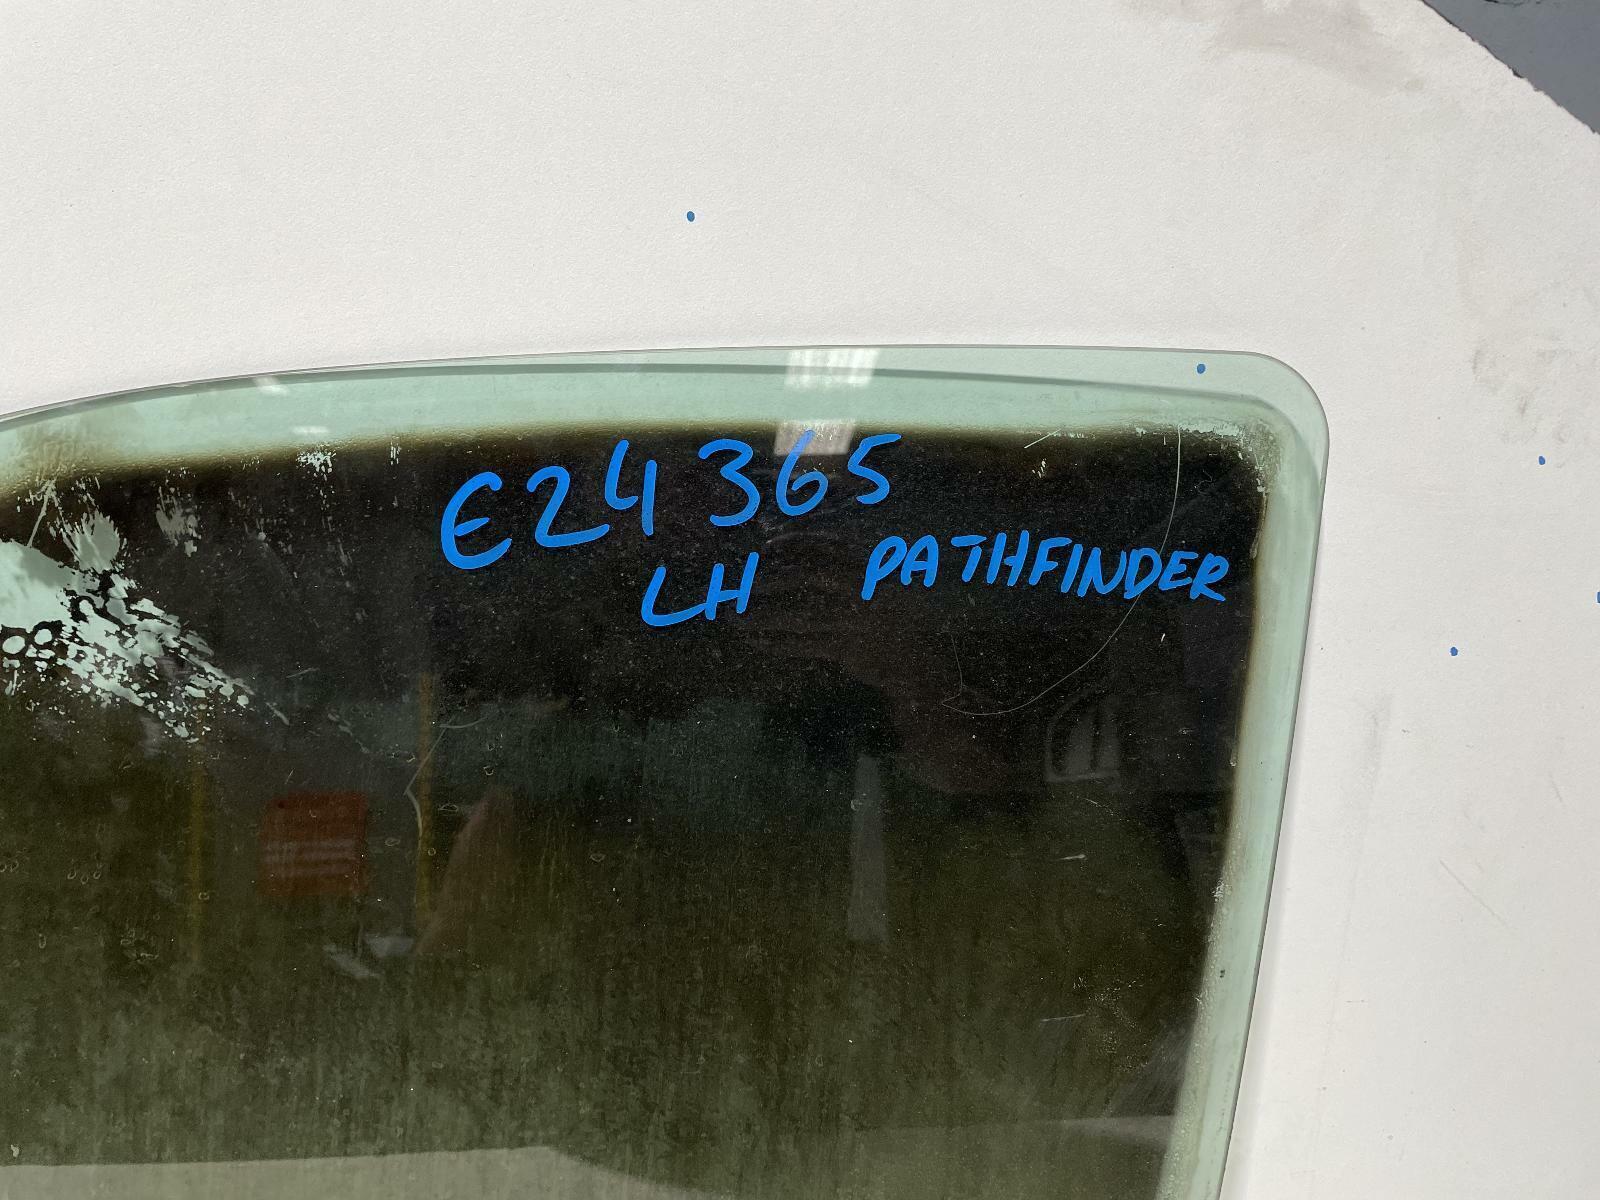 E24365
LH PATHFINDER